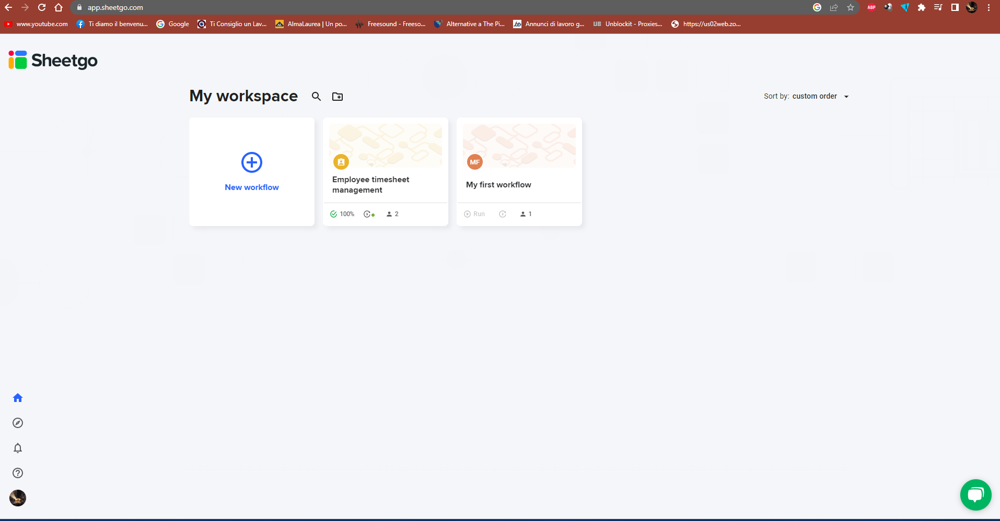 app.sheetgo.com
ABP
www.youtube.com Ti diamo il benvenu... Google Ti Consiglio un Lav... AlmaLaurea | Un po... Freesound - Freeso... Alternative a The Pi... Annunci di lavoro g... UB Unblockit - Proxies... https://us02web.zo...
Sheetgo
My workspace
Sort by: custom order
New workflow
Employee timesheet
management
100% 2
MF
My first workflow
Run 1